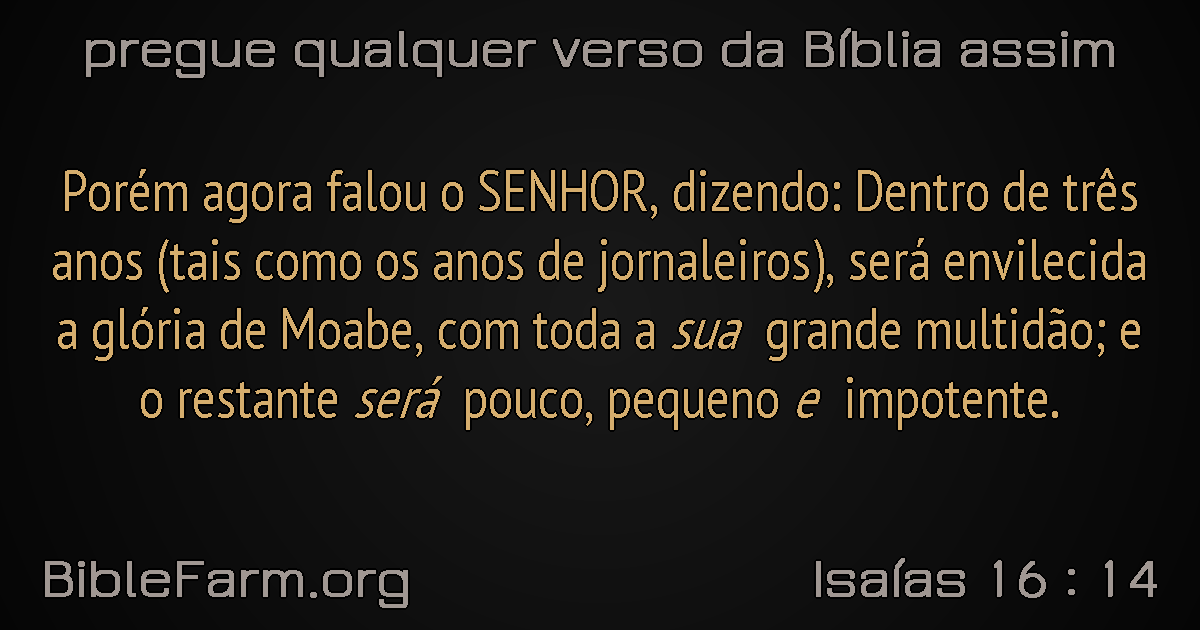 pregue qualquer verso da Bíblia assim
Porém agora falou o SENHOR, dizendo: Dentro de três
anos (tais como os anos de jornaleiros), será envilecida
a glória de Moabe, com toda a sua grande multidão; e
o restante será pouco, pequeno e impotente.
BibleFarm.org
Isaías 16 : 14